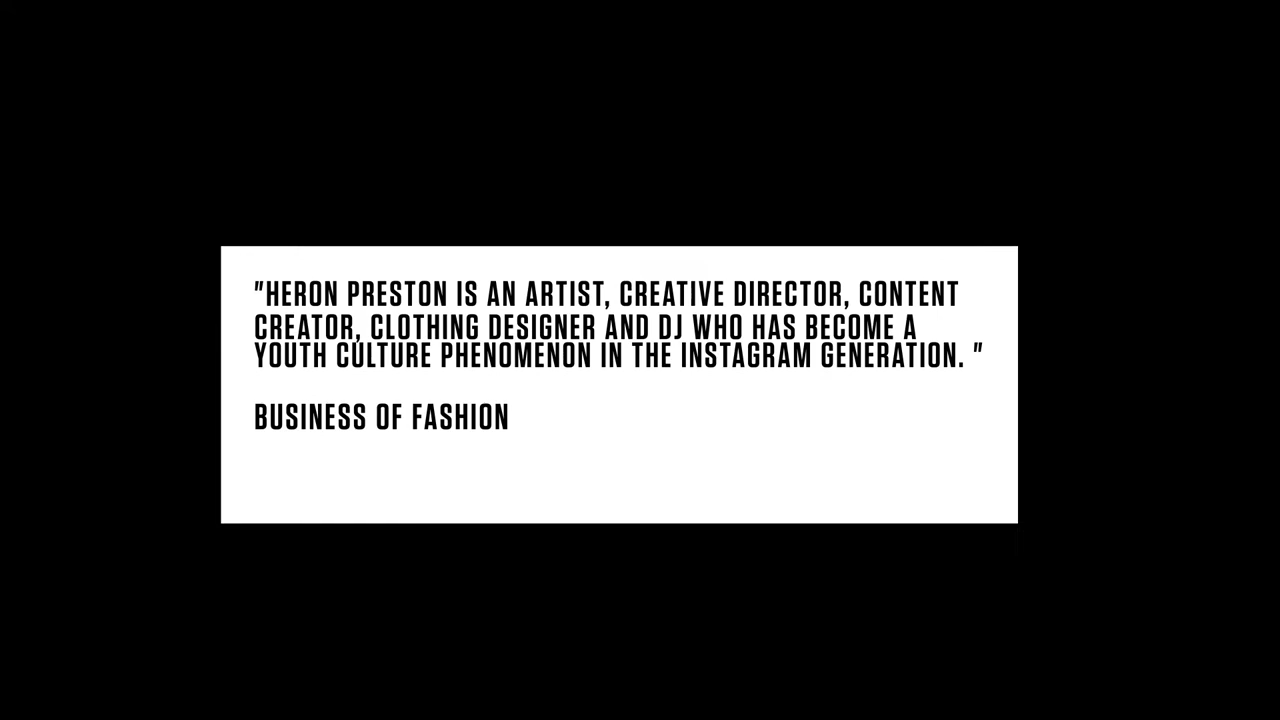 "HERON PRESTON IS AN ARTIST, CREATIVE DIRECTOR, CONTENT
CREATOR, CLOTHING DESIGNER AND DJ WHO HAS BECOME A
YOUTH CULTURE PHENOMENON IN THE INSTAGRAM GENERATION. "
BUSINESS OF FASHION